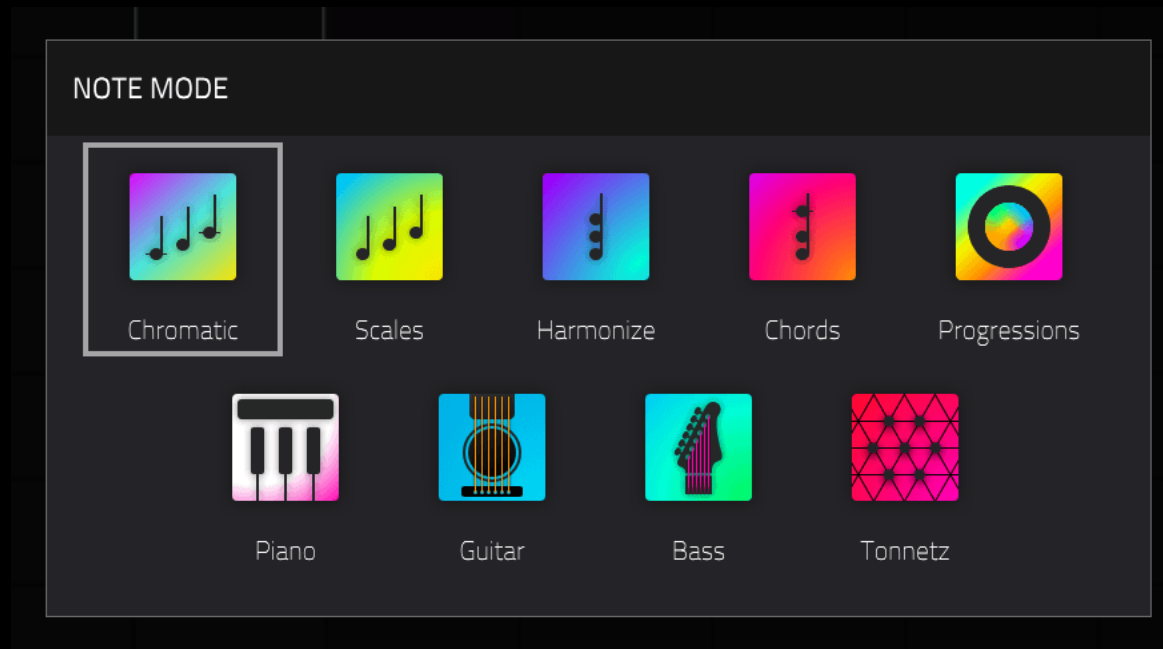 NOTE MODE
Chromatic Scales Harmonize Chords Progressions
Piano Guitar Bass Tonnetz